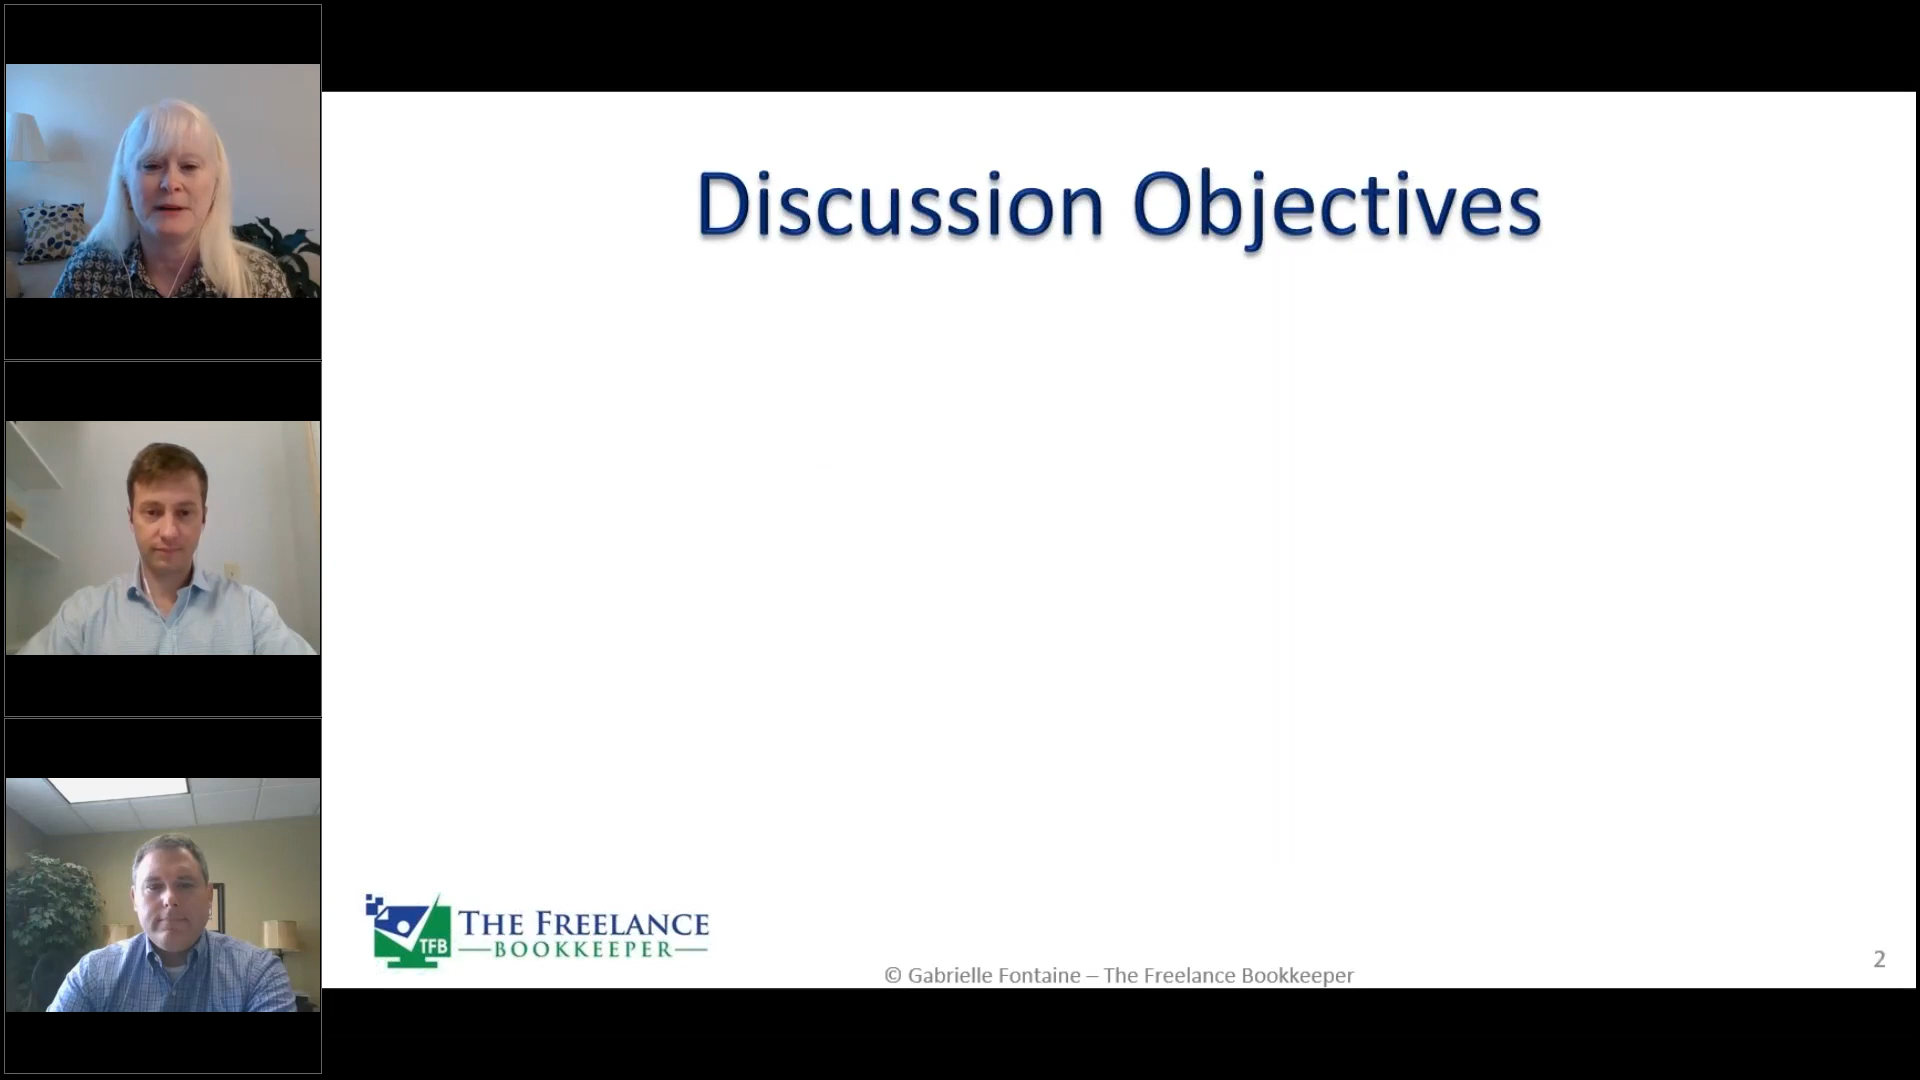 Discussion Objectives
TFB
THE FREELANCE
BOOKKEEPER
© Gabrielle Fontaine – The Freelance Bookkeeper
2